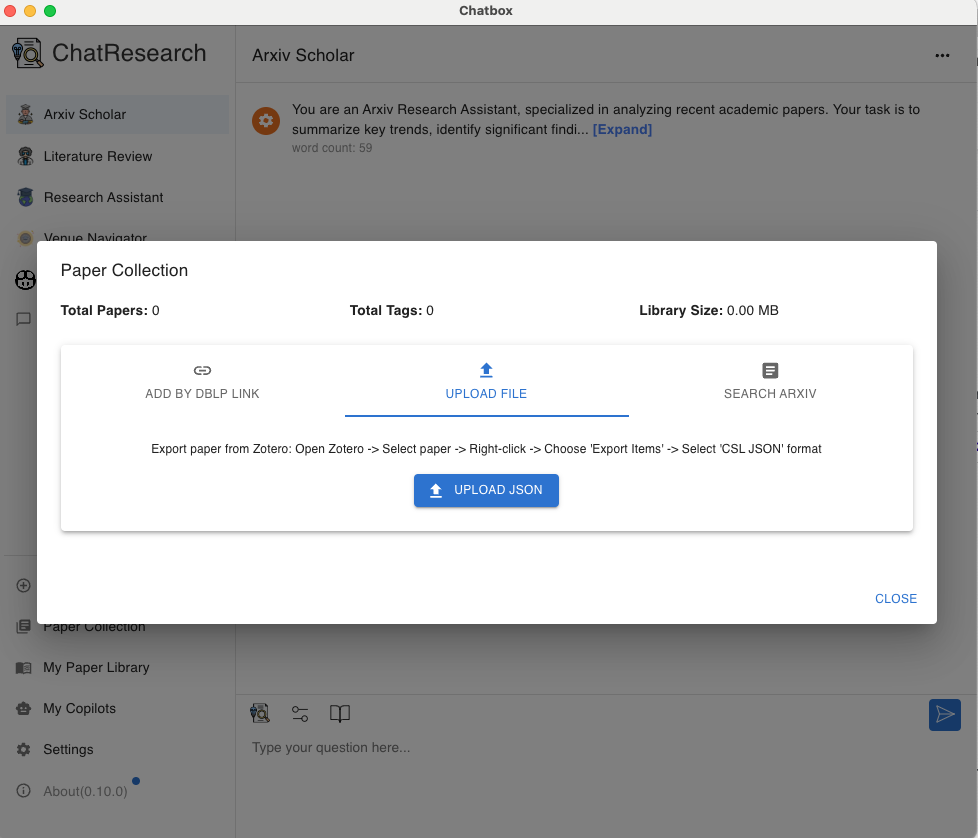 Chatbox
ChatResearch
Arxiv Scholar
Literature Review
Research Assistant
Venue Navigator
Arxiv Scholar
You are an Arxiv Research Assistant, specialized in analyzing recent academic papers. Your task is to
summarize key trends, identify significant findi... [Expand]
word count: 59
Paper Collection
Total Papers: 0
Total Tags: 0
Library Size: 0.00 MB
ADD BY DBLP LINK
UPLOAD FILE
SEARCH ARXIV
Export paper from Zotero: Open Zotero -> Select paper -> Right-click -> Choose 'Export Items' -> Select 'CSL JSON' format
UPLOAD JSON
CLOSE
Paper Collection
My Paper Library
My Copilots
Settings
About(0.10.0)
Type your question here...